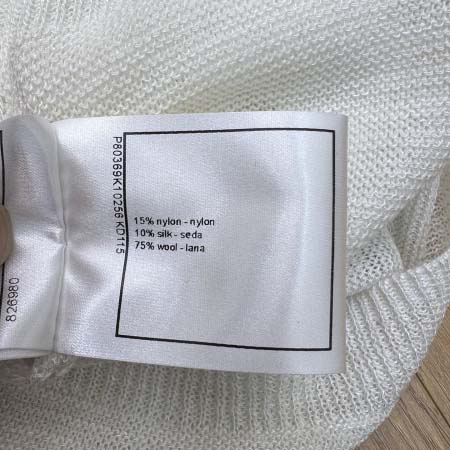 P80369K10256 KD115
15% nylon - nylon
10% silk - seda
75% wool - lana
826980